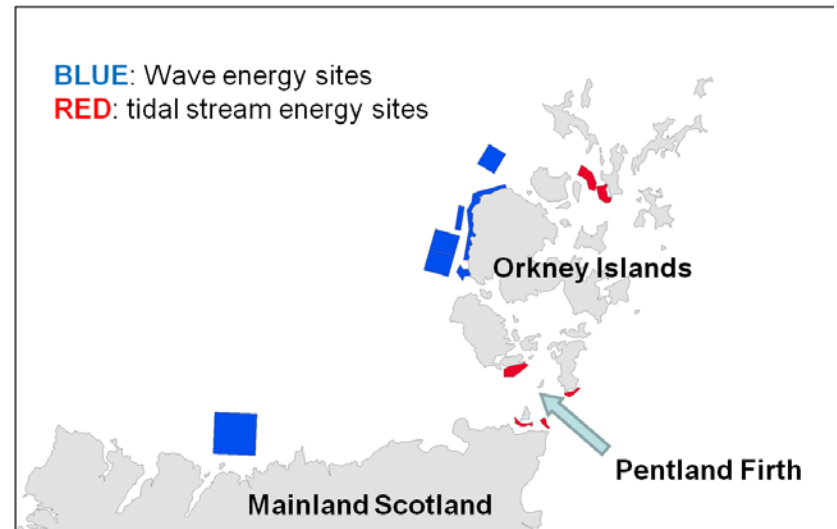 BLUE: Wave energy sites
RED: tidal stream energy sites
Orkney Islands
Pentland Firth
Mainland Scotland